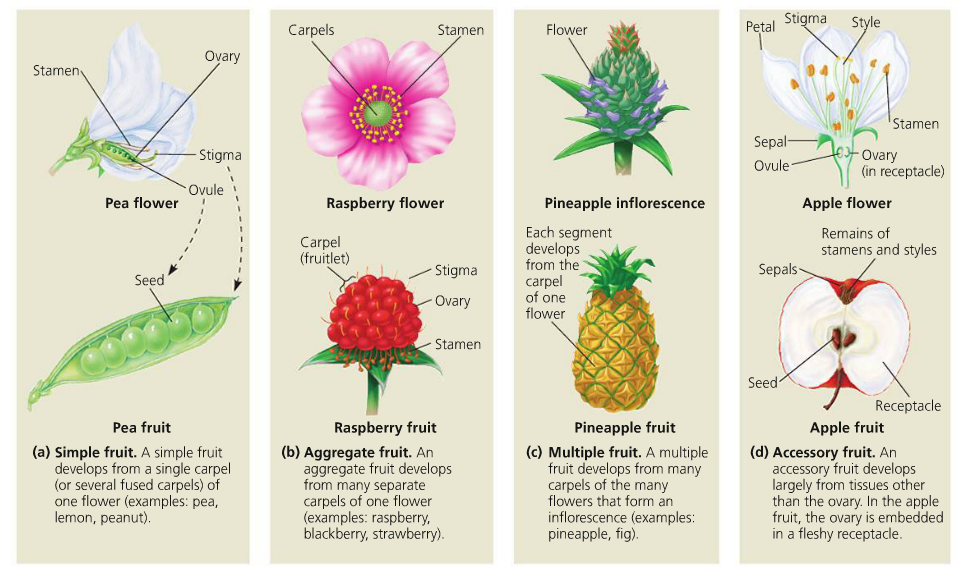 Stamen
Ovary
Stigma
Ovule
Pea flower
Seed
Pea fruit
(a) Simple fruit. A simple fruit
develops from a single carpel
(or several fused carpels) of
one flower (examples: pea,
lemon, peanut).
Carpels
Stamen
Raspberry flower
Carpel
(fruitlet)
Stigma
Ovary
Stamen
Raspberry fruit
(b) Aggregate fruit. An
aggregate fruit develops
from many separate
carpels of one flower
(examples: raspberry,
blackberry, strawberry).
Flower
Pineapple inflorescence
Each segment
develops
from the
carpel
of one
flower
Pineapple fruit
(c) Multiple fruit. A multiple
fruit develops from many
carpels of the many
flowers that form an
inflorescence (examples:
pineapple, fig).
Petal
Stigma
Style
Stamen
Sepal
Ovule
Ovary
(in receptacle)
Apple flower
Remains of
stamens and styles
Sepals
Seed
Receptacle
Apple fruit
(d) Accessory fruit. An
accessory fruit develops
largely from tissues other
than the ovary. In the apple
fruit, the ovary is embedded
in a fleshy receptacle.